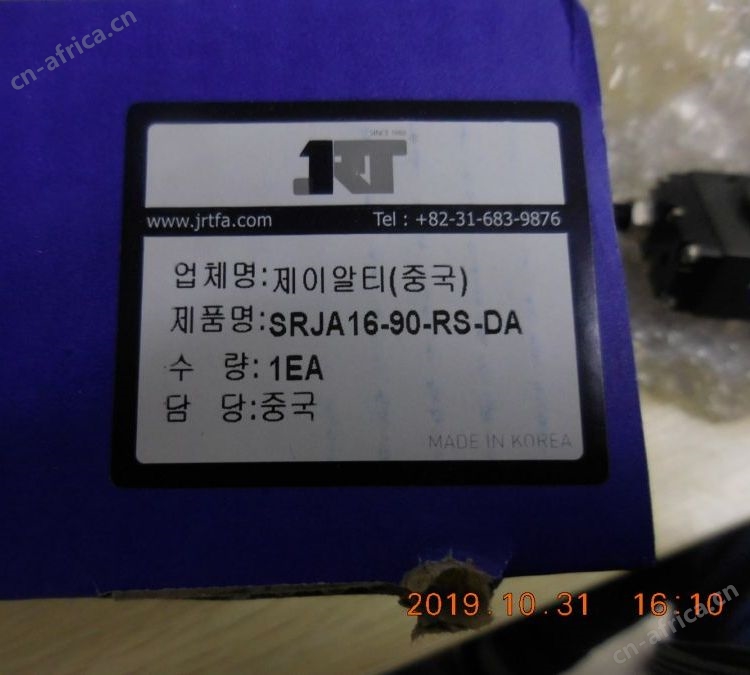 cn-africa.cn
SINCE 1986
JRT
www.jrtfa.com Tel : +82-31-683-9876
업체명:제이알티(중국)
제품명:SRJA16-90-RS-DA
수 량:1EA
담 당:중국
MADE IN KOREA
2019.10.31 16:10
cn-africa.cn